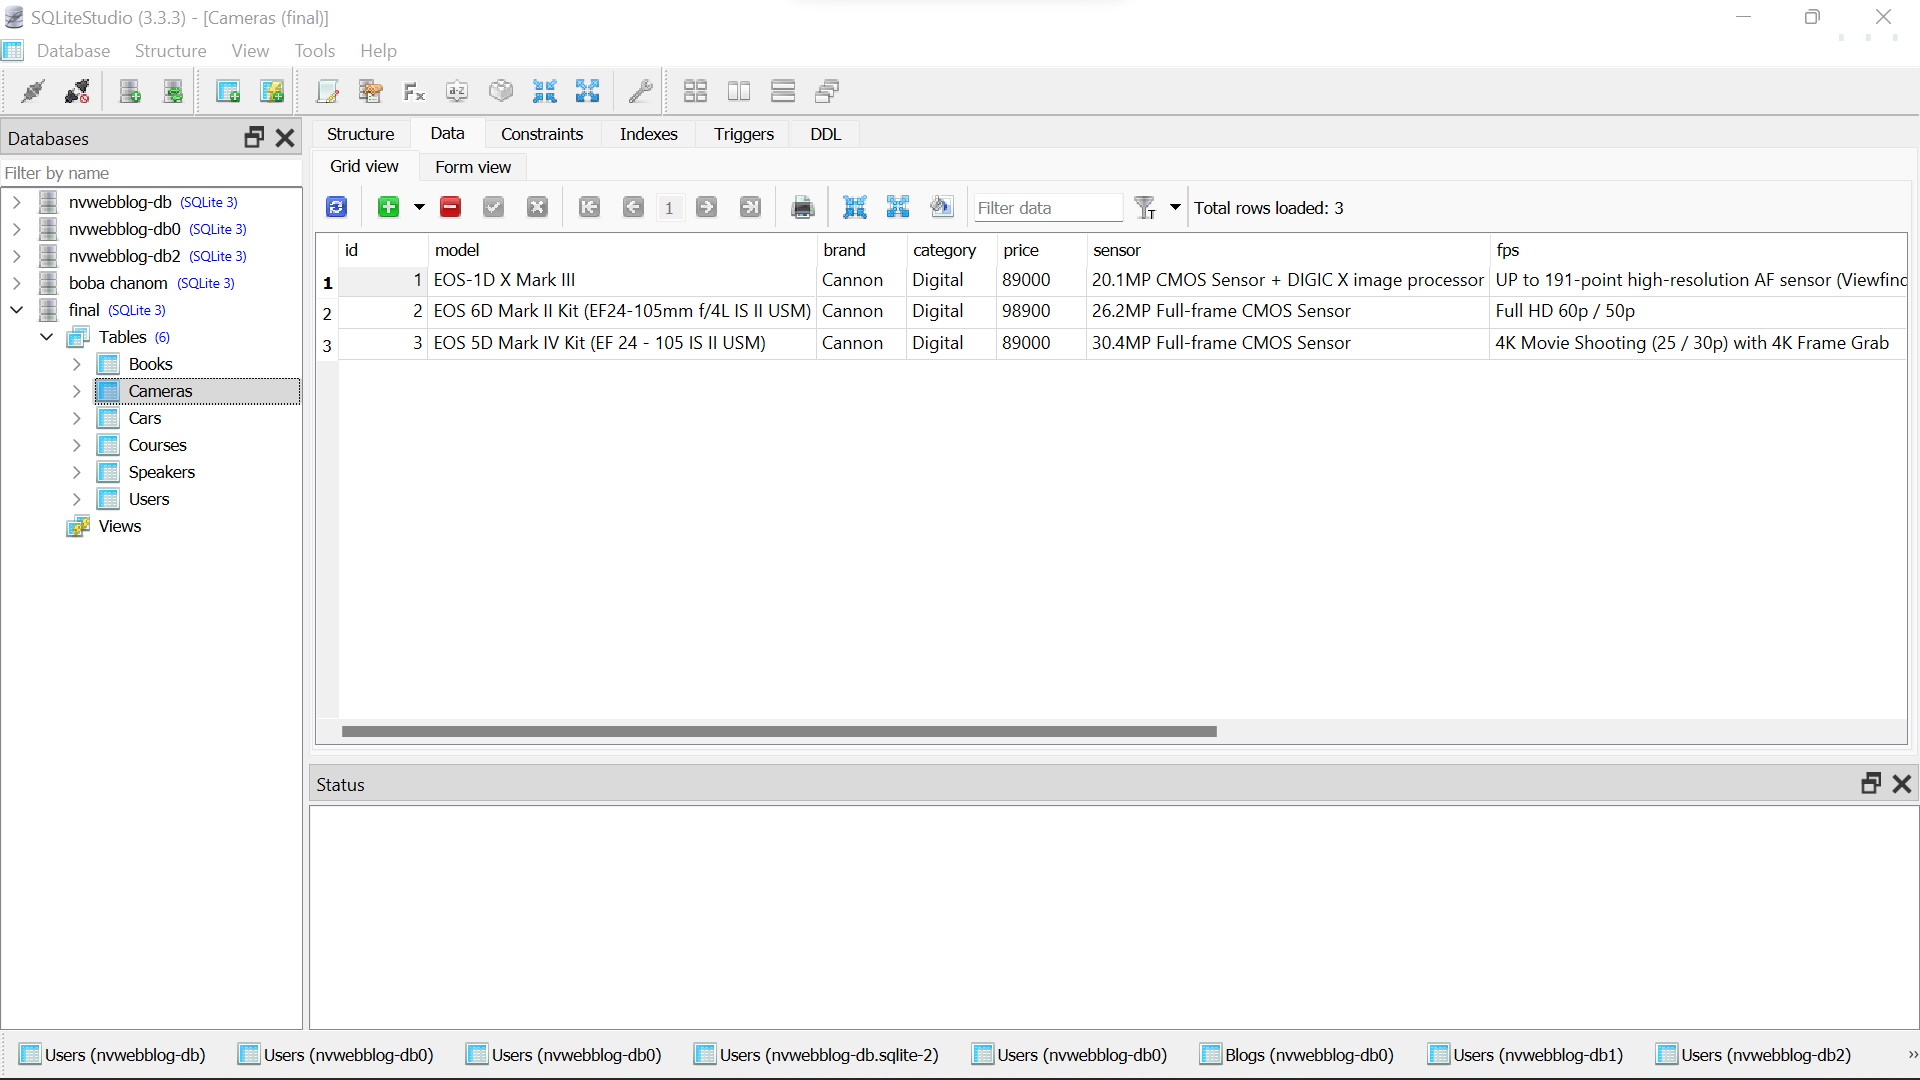 SQLiteStudio (3.3.3) - [Cameras (final)]
Database Structure View Tools Help
Databases
Filter by name
nvwebblog-db (SQLite 3)
nvwebblog-db0 (SQLite 3)
nvwebblog-db2 (SQLite 3)
boba chanom (SQLite 3)
final (SQLite 3)
Tables (6)
Books
Cameras
Cars
Courses
Speakers
Users
Views
Structure Data Constraints Indexes Triggers DDL
Grid view Form view
1 Filter data Total rows loaded: 3
id model brand category price sensor fps
1 1 EOS-1D X Mark III Cannon Digital 89000 20.1MP CMOS Sensor + DIGIC X image processor UP to 191-point high-resolution AF sensor (Viewfinc
2 2 EOS 6D Mark II Kit (EF24-105mm f/4L IS II USM) Cannon Digital 98900 26.2MP Full-frame CMOS Sensor Full HD 60p / 50p
3 3 EOS 5D Mark IV Kit (EF 24 - 105 IS II USM) Cannon Digital 89000 30.4MP Full-frame CMOS Sensor 4K Movie Shooting (25 / 30p) with 4K Frame Grab
Status
Users (nvwebblog-db) Users (nvwebblog-db0) Users (nvwebblog-db0) Users (nvwebblog-db.sqlite-2) Users (nvwebblog-db0) Blogs (nvwebblog-db0) Users (nvwebblog-db1) Users (nvwebblog-db2)